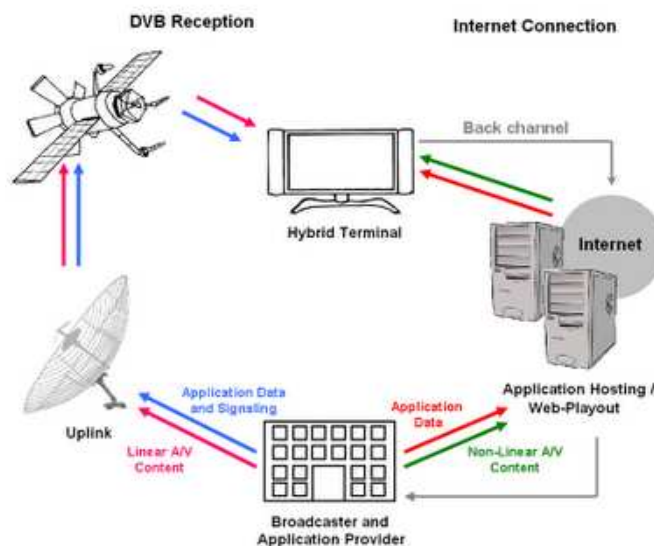 DVB Reception
Internet Connection
Back channel
Hybrid Terminal
Internet
Application Data
and Signaling
Linear A/V
Content
Uplink
Application
Data
Non-Linear A/V
Content
Application Hosting /
Web-Playout
Broadcaster and
Application Provider